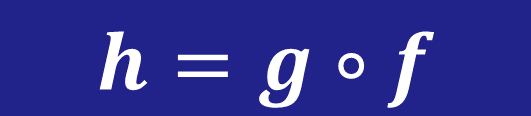 h = g ∘ f